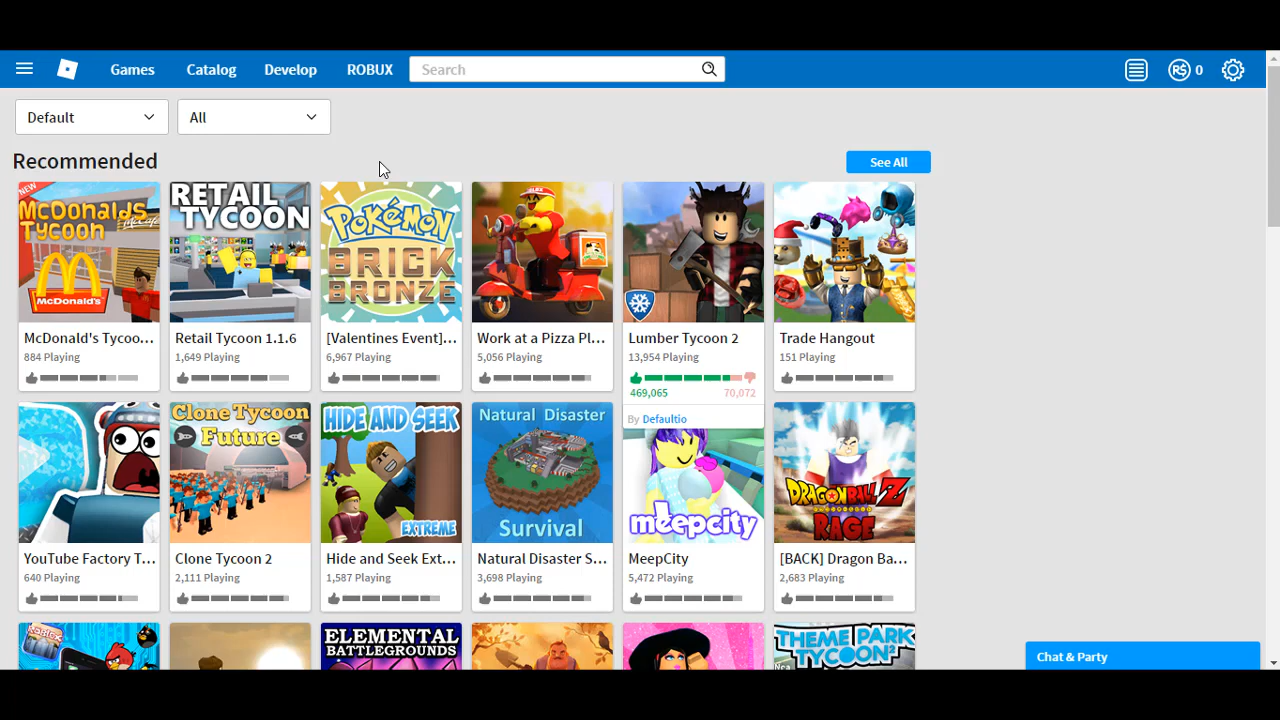 Games
Catalog
Develop
ROBUX
Search
R$ 0
Default
All
Recommended
See All
NEW
McDonalds
Tycoon
McDonald's
RETAIL
TYCOON
POKéMON
BRICK
BRONZE
McDonald's Tycoo...
884 Playing
Retail Tycoon 1.1.6
1,649 Playing
[Valentines Event]...
6,967 Playing
Work at a Pizza Pl...
5,056 Playing
Lumber Tycoon 2
13,954 Playing
469,065
70,072
By Defaultio
Trade Hangout
151 Playing
Clone Tycoon
Future
HIDE AND SEEK
EXTREME
Natural Disaster
Survival
meepcity
DRAGONBALL Z
RAGE
YouTube Factory T...
640 Playing
Clone Tycoon 2
2,111 Playing
Hide and Seek Ext...
1,587 Playing
Natural Disaster S...
3,698 Playing
MeepCity
5,472 Playing
[BACK] Dragon Ba...
2,683 Playing
ELEMENTAL
BATTLEGROUNDS
THEME PARK
TYCOON 2
Chat & Party